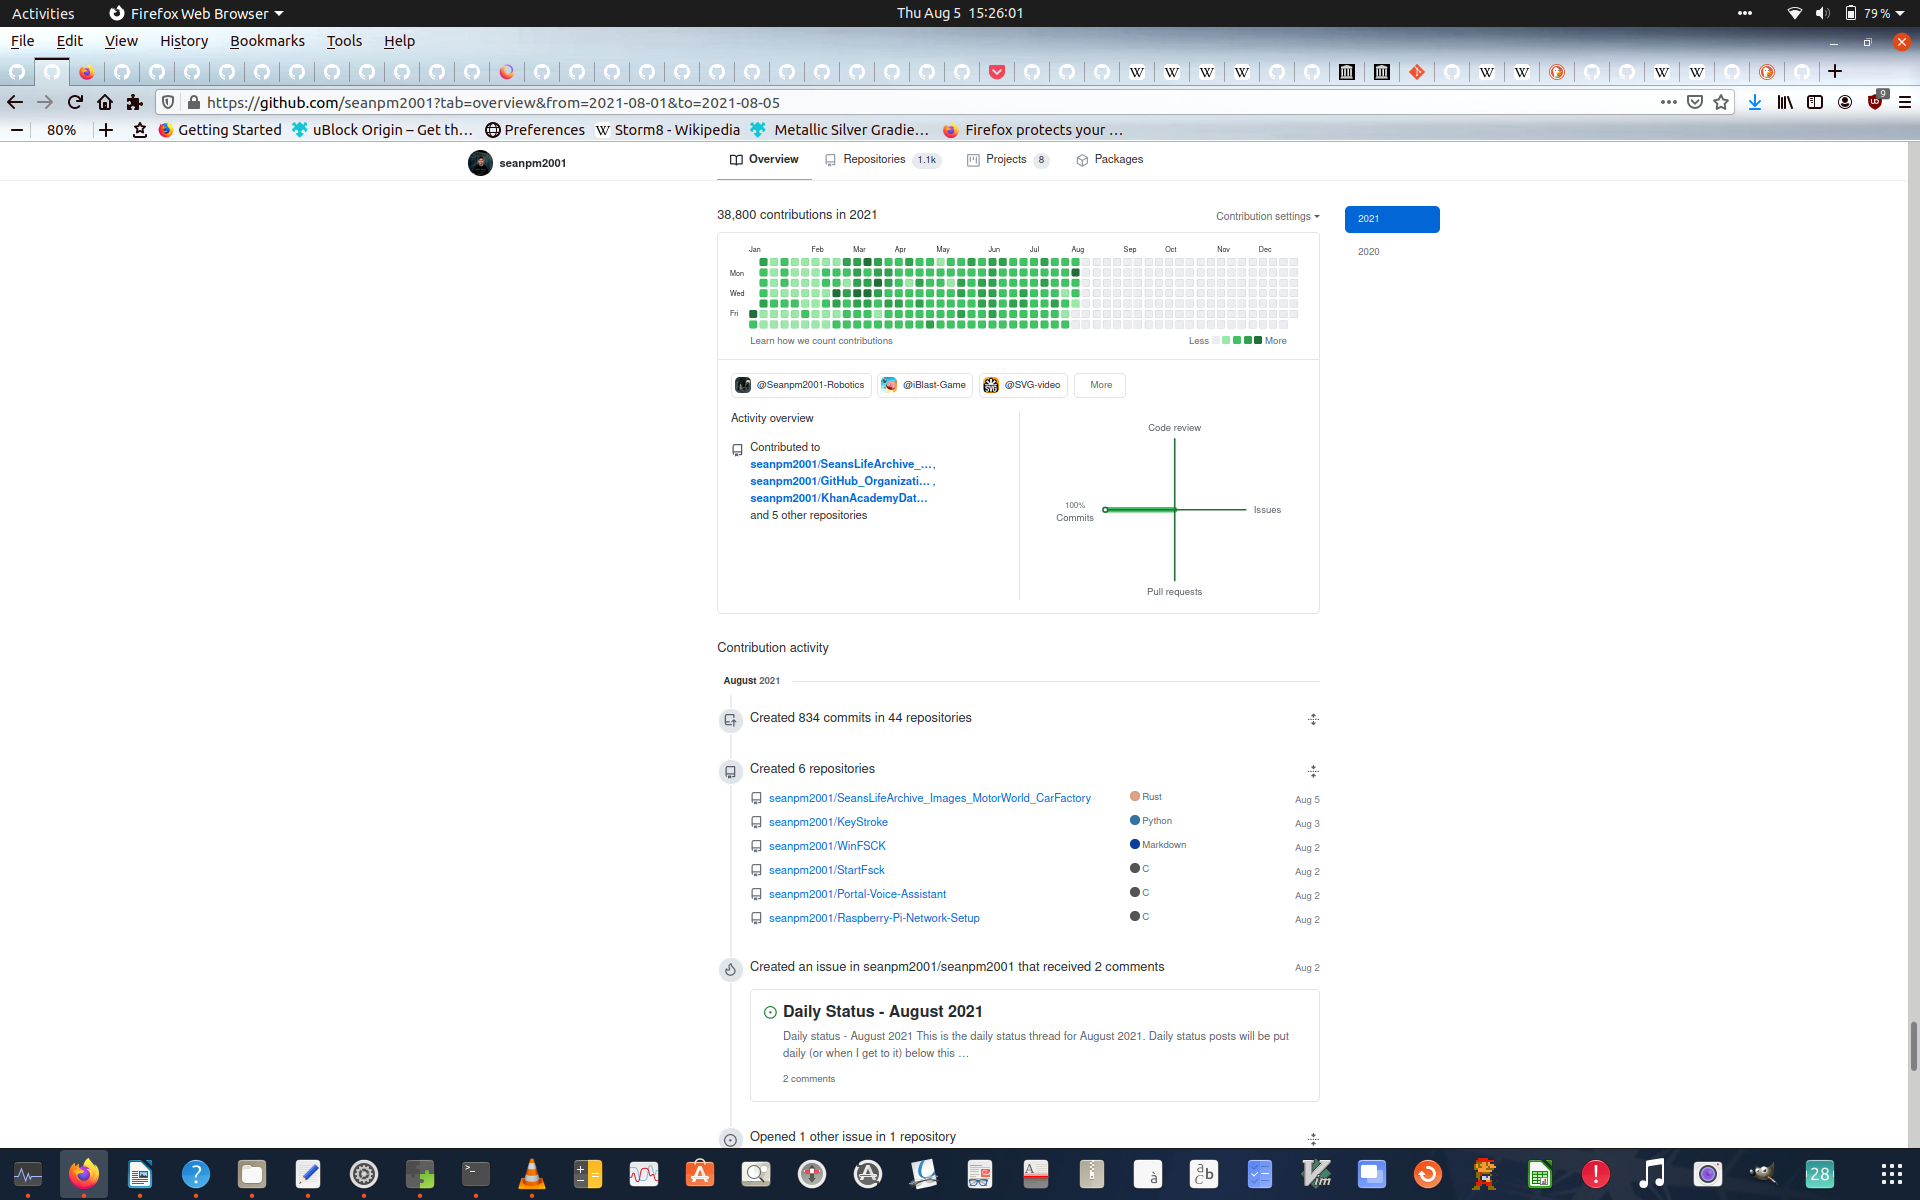 Activities
Firefox Web Browser
Thu Aug 5 15:26:01
79 %
File Edit View History Bookmarks Tools Help
https://github.com/seanpm2001?tab=overview&from=2021-08-01&to=2021-08-05
9
80%
Getting Started
uBlock Origin – Get th…
Preferences
Storm8 - Wikipedia
Metallic Silver Gradie…
Firefox protects your …
seanpm2001
Overview
Repositories 1.1k
Projects 8
Packages
38,800 contributions in 2021
Contribution settings
2021
2020
Jan Feb Mar Apr May Jun Jul Aug Sep Oct Nov Dec
Mon
Wed
Fri
Learn how we count contributions
Less More
@Seanpm2001-Robotics
@iBlast-Game
@SVG-video
More
Activity overview
Contributed to
seanpm2001/SeansLifeArchive_…,
seanpm2001/GitHub_Organizati… ,
seanpm2001/KhanAcademyDat…
and 5 other repositories
Code review
100%
Commits
Issues
Pull requests
Contribution activity
August 2021
Created 834 commits in 44 repositories
Created 6 repositories
seanpm2001/SeansLifeArchive_Images_MotorWorld_CarFactory Rust Aug 5
seanpm2001/KeyStroke Python Aug 3
seanpm2001/WinFSCK Markdown Aug 2
seanpm2001/StartFsck C Aug 2
seanpm2001/Portal-Voice-Assistant C Aug 2
seanpm2001/Raspberry-Pi-Network-Setup C Aug 2
Created an issue in seanpm2001/seanpm2001 that received 2 comments Aug 2
Daily Status - August 2021
Daily status - August 2021 This is the daily status thread for August 2021. Daily status posts will be put
daily (or when I get to it) below this …
2 comments
Opened 1 other issue in 1 repository
28